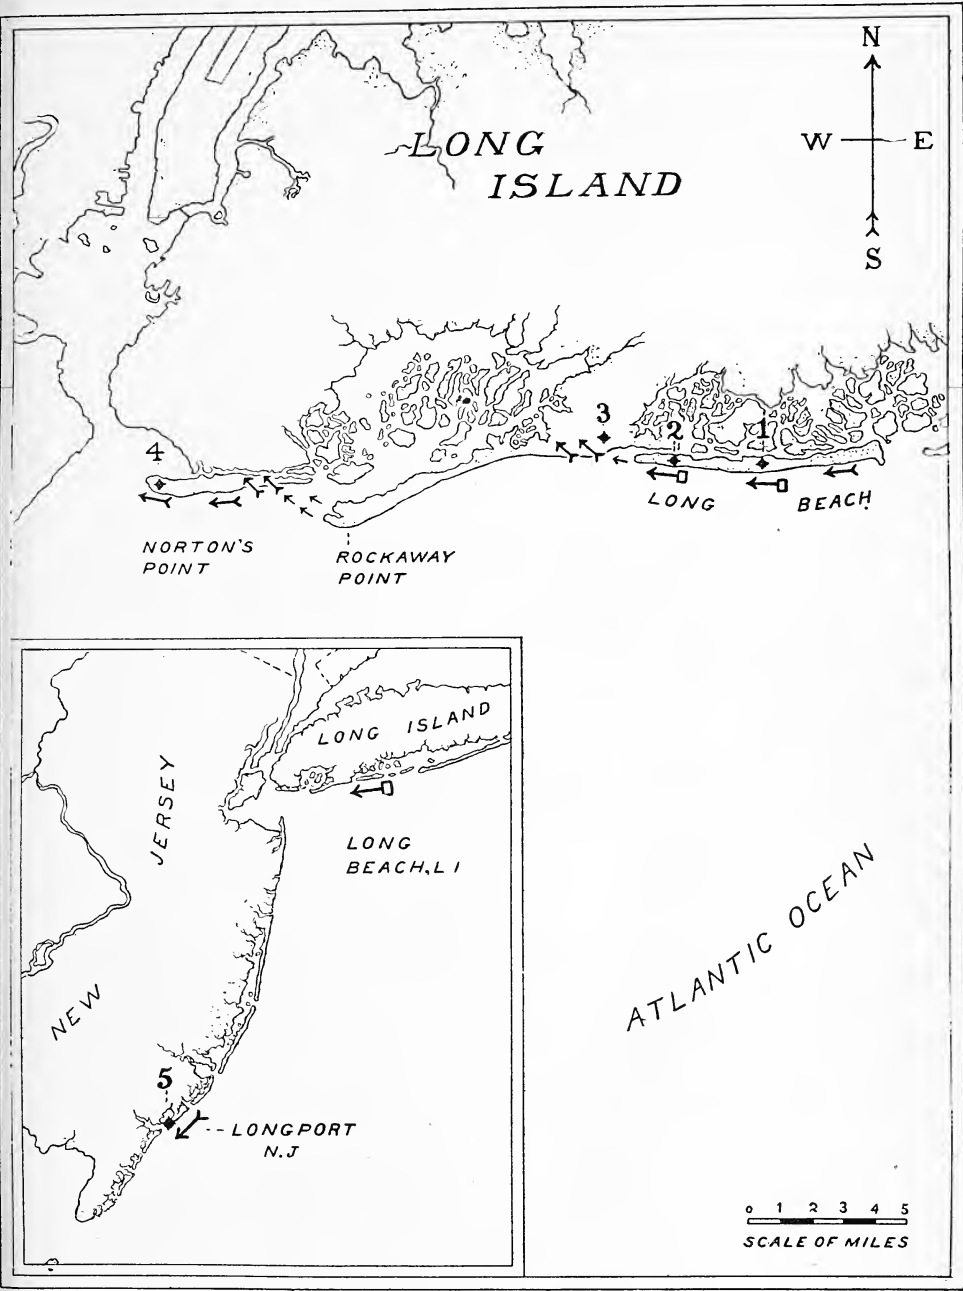 N
W E
S
LONG
ISLAND
3
2
1
4
LONG BEACH
NORTON'S
POINT
ROCKAWAY
POINT
LONG ISLAND
NEW JERSEY
LONG
BEACH, L I
ATLANTIC OCEAN
5
LONGPORT
N.J
0 1 2 3 4 5
SCALE OF MILES